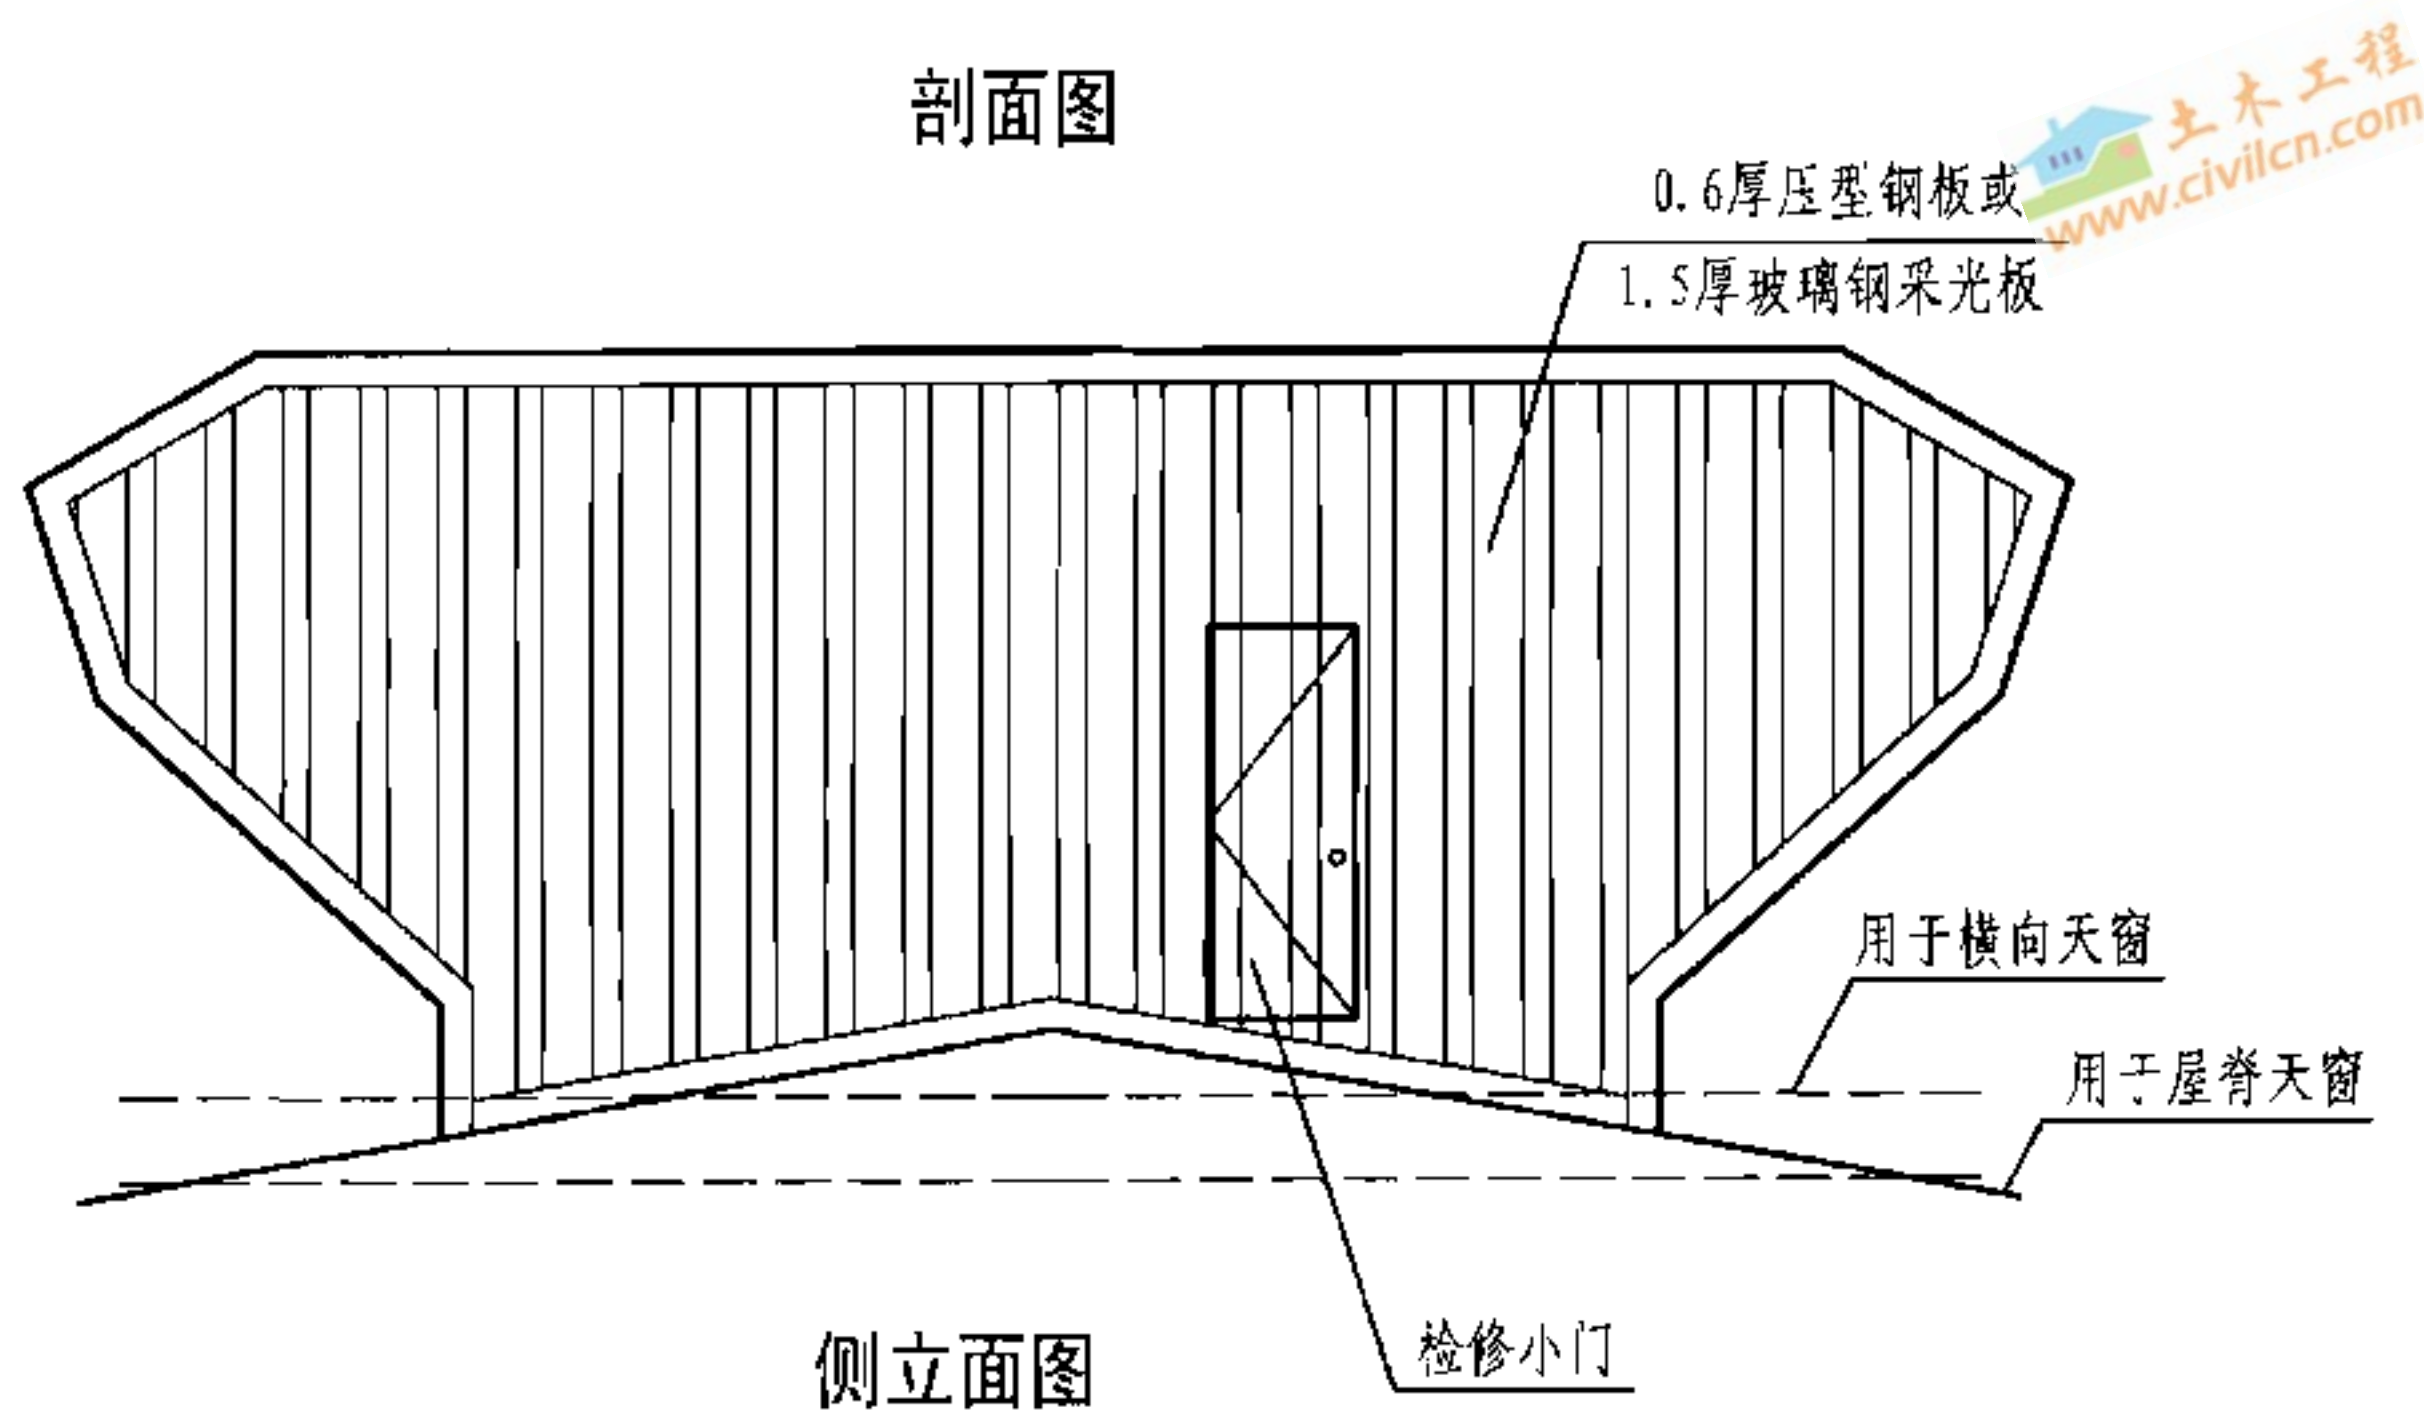 剖面图
土木工程
www.civilcn.com
0.6厚压型钢板或
1.5厚玻璃钢采光板
用于横向天窗
用于屋脊天窗
检修小门
侧立面图